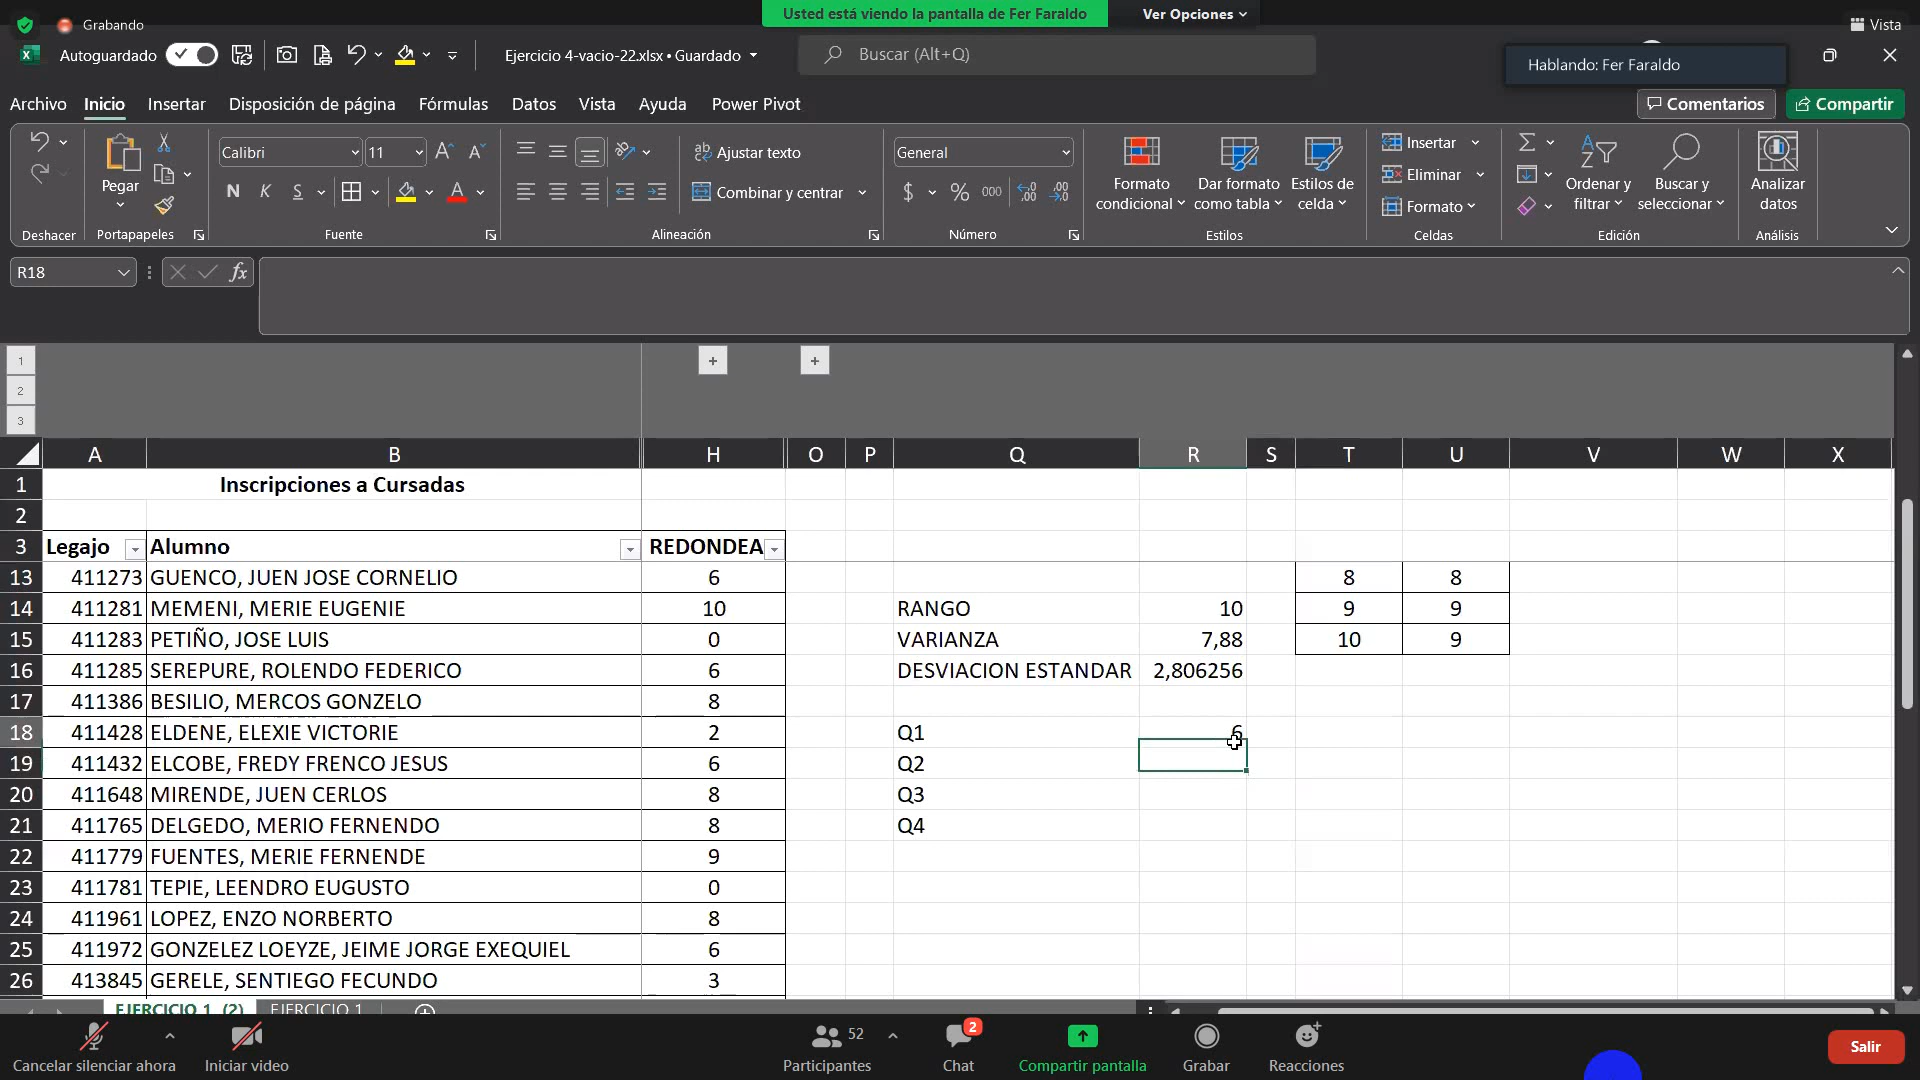 Grabando
Usted está viendo la pantalla de Fer Faraldo
Ver Opciones
Vista
Autoguardado
Ejercicio 4-vacio-22.xlsx • Guardado
Buscar (Alt+Q)
Hablando: Fer Faraldo
Archivo Inicio Insertar Disposición de página Fórmulas Datos Vista Ayuda Power Pivot
Comentarios
Compartir
Pegar
Calibri 11
N K S
Ajustar texto
Combinar y centrar
General
$ % 000
Formato condicional
Dar formato como tabla
Estilos de celda
Insertar
Eliminar
Formato
Ordenar y filtrar
Buscar y seleccionar
Analizar datos
Deshacer Portapapeles Fuente Alineación Número Estilos Celdas Edición Análisis
R18
fx
1
2
3
A B H O P Q R S T U V W X
1 Inscripciones a Cursadas
2
3 Legajo Alumno REDONDEA
13 411273 GUENCO, JUEN JOSE CORNELIO 6 8 8
14 411281 MEMENI, MERIE EUGENIE 10 RANGO 10 9 9
15 411283 PETIÑO, JOSE LUIS 0 VARIANZA 7,88 10 9
16 411285 SEREPURE, ROLENDO FEDERICO 6 DESVIACION ESTANDAR 2,806256
17 411386 BESILIO, MERCOS GONZELO 8
18 411428 ELDENE, ELEXIE VICTORIE 2 Q1 6
19 411432 ELCOBE, FREDY FRENCO JESUS 6 Q2
20 411648 MIRENDE, JUEN CERLOS 8 Q3
21 411765 DELGEDO, MERIO FERNENDO 8 Q4
22 411779 FUENTES, MERIE FERNENDE 9
23 411781 TEPIE, LEENDRO EUGUSTO 0
24 411961 LOPEZ, ENZO NORBERTO 8
25 411972 GONZELEZ LOEYZE, JEIME JORGE EXEQUIEL 6
26 413845 GERELE, SENTIEGO FECUNDO 3
EJERCICIO 1 (2) EJERCICIO 1
Cancelar silenciar ahora
Iniciar video
52
Participantes
2
Chat
Compartir pantalla
Grabar
Reacciones
Salir